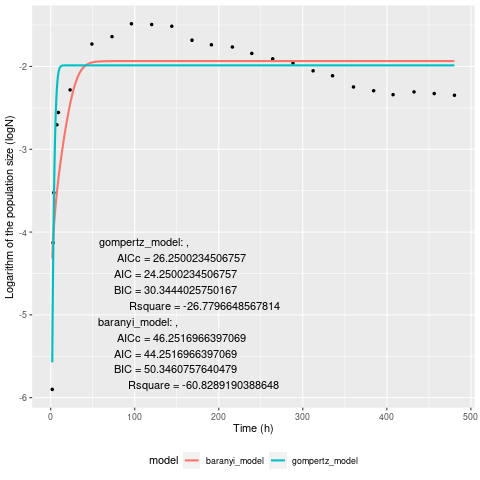 -2
-3
-4
-5
-6
Logarithm of the population size (logN)
gompertz_model: ,
AICc = 26.2500234506757
AIC = 24.2500234506757
BIC = 30.3444025750167
Rsquare = -26.7796648567814
baranyi_model: ,
AICc = 46.2516966397069
AIC = 44.2516966397069
BIC = 50.3460757640479
Rsquare = -60.8289190388648
0 100 200 300 400 500
Time (h)
model baranyi_model gompertz_model